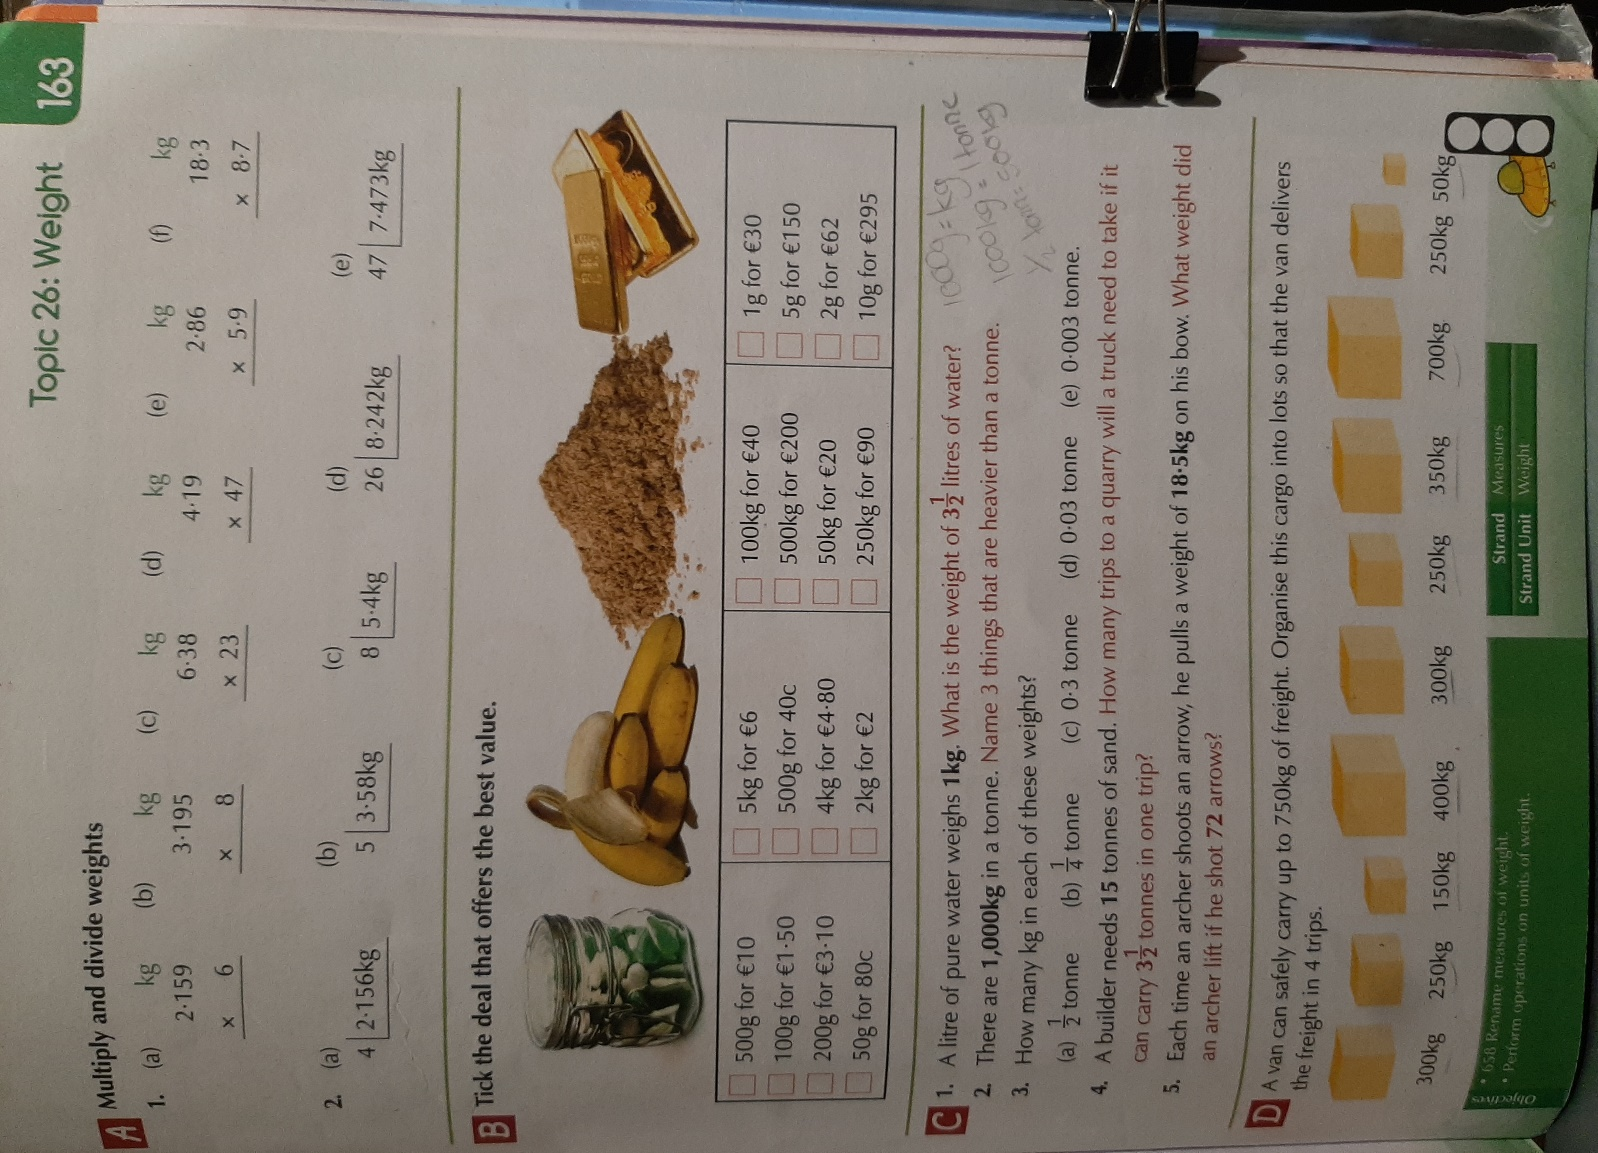 Topic 26: Weight 163
A Multiply and divide weights
1. (a) kg (b) kg (c) kg (d) kg (e) kg (f) kg
2·159 3·195 6·38 4·19 2·86 18·3
x 6 x 8 x 23 x 47 x 5·9 x 8·7
2. (a) (b) (c) (d) (e)
4 2·156kg 5 3·58kg 8 5·4kg 26 8·242kg 47 7·473kg
B Tick the deal that offers the best value.
500g for €10 5kg for €6 100kg for €40 1g for €30
100g for €1·50 500g for 40c 500kg for €200 5g for €150
200g for €3·10 4kg for €4·80 50kg for €20 2g for €62
50g for 80c 2kg for €2 250kg for €90 10g for €295
C 1. A litre of pure water weighs 1kg. What is the weight of 3 1/2 litres of water?
2. There are 1,000kg in a tonne. Name 3 things that are heavier than a tonne.
3. How many kg in each of these weights?
(a) 1/2 tonne (b) 1/4 tonne (c) 0·3 tonne (d) 0·03 tonne (e) 0·003 tonne.
4. A builder needs 15 tonnes of sand. How many trips to a quarry will a truck need to take if it
can carry 3 1/2 tonnes in one trip?
5. Each time an archer shoots an arrow, he pulls a weight of 18·5kg on his bow. What weight did
an archer lift if he shot 72 arrows?
= kg
= 1 tonne
= 500kg
D A van can safely carry up to 750kg of freight. Organise this cargo into lots so that the van delivers
the freight in 4 trips.
300kg 250kg 150kg 400kg 300kg 250kg 350kg 700kg 250kg 50kg
Objectives
• 658 Rename measures of weight.
• Perform operations on units of weight.
Strand Measures
Strand Unit Weight